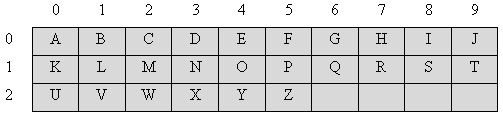 0 1 2 3 4 5 6 7 8 9
0 A B C D E F G H I J
1 K L M N O P Q R S T
2 U V W X Y Z